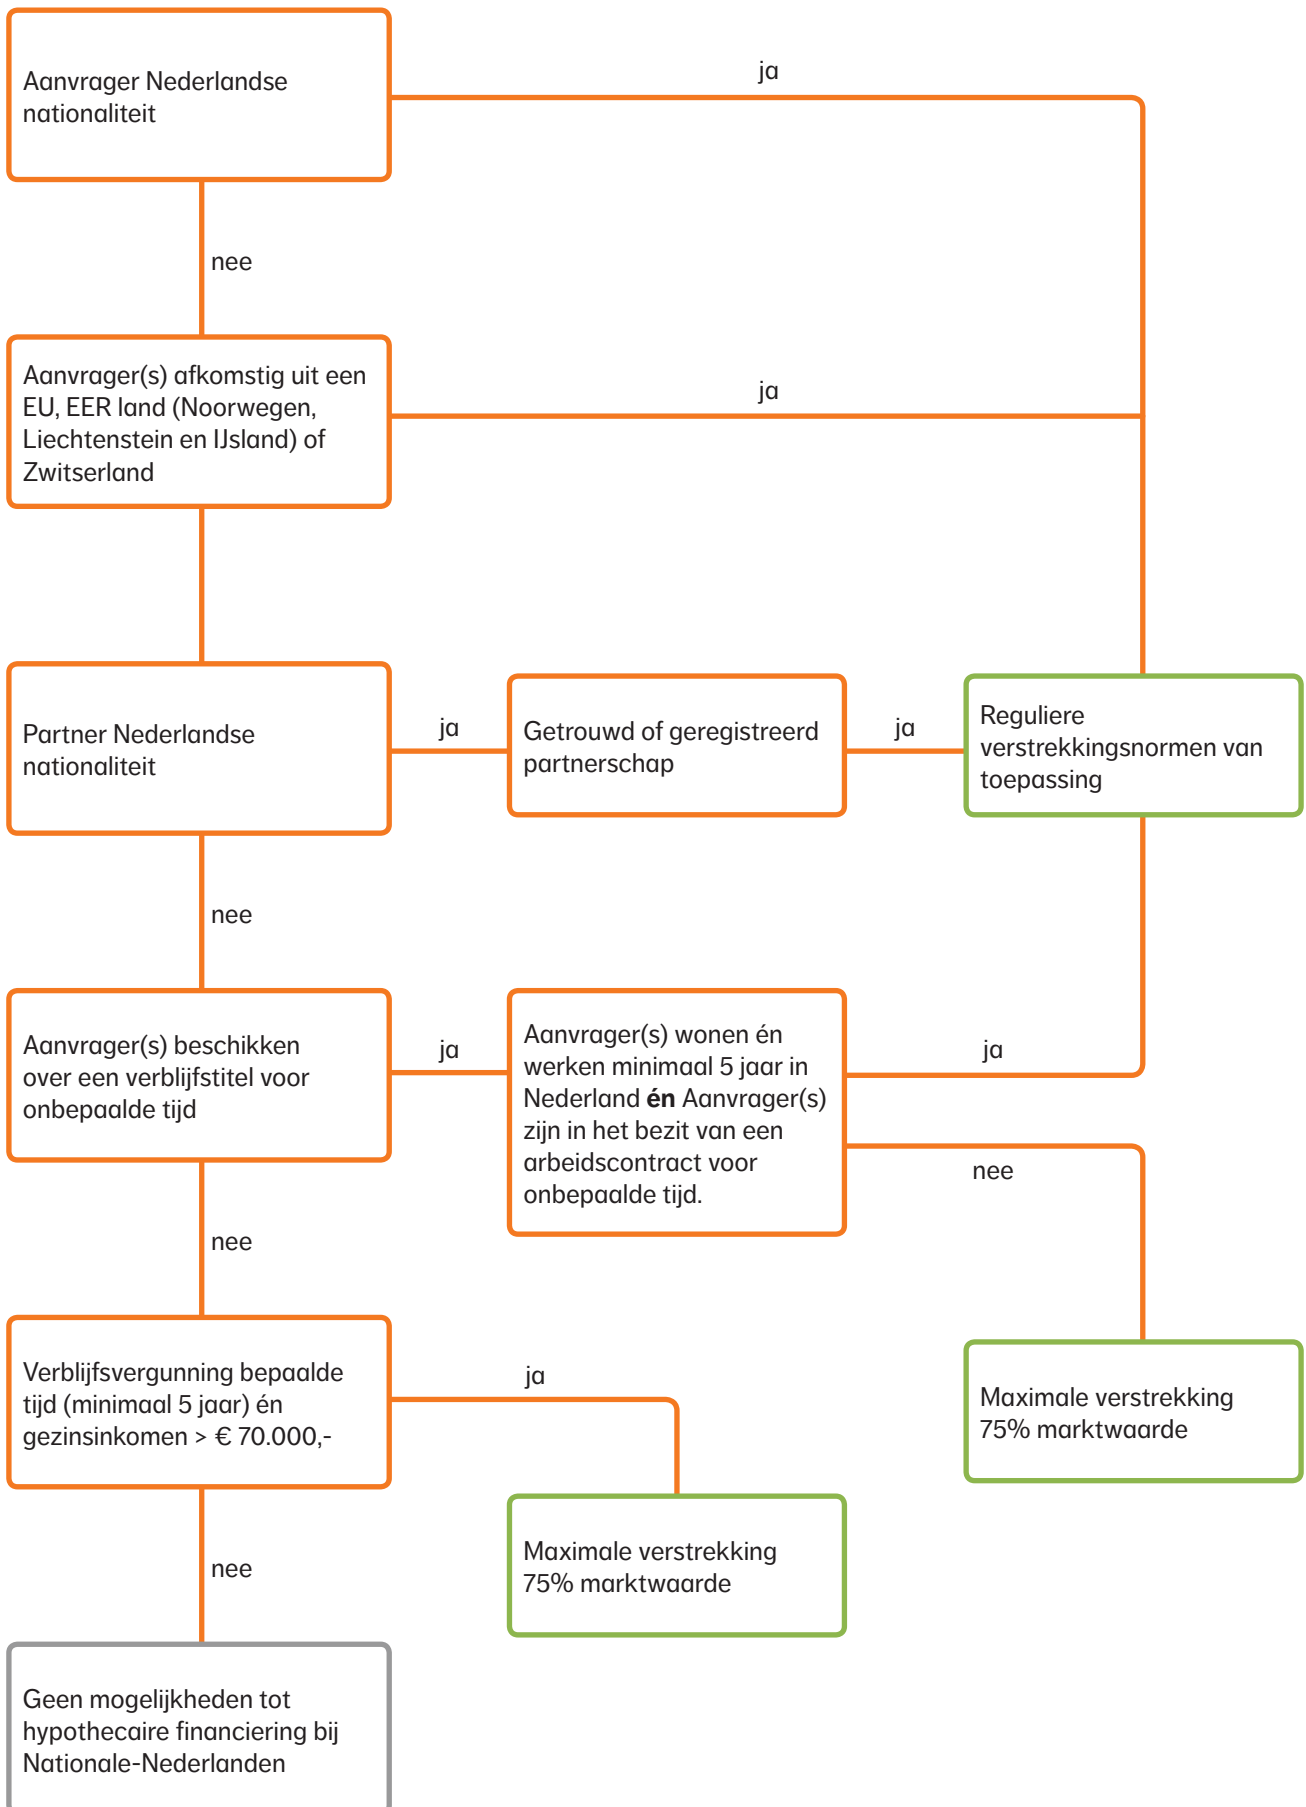 Aanvrager Nederlandse
nationaliteit
ja
nee
Aanvrager(s) afkomstig uit een
EU, EER land (Noorwegen,
Liechtenstein en IJsland) of
Zwitserland
ja
Partner Nederlandse
nationaliteit
ja
Getrouwd of geregistreerd
partnerschap
ja
Reguliere
verstrekkingsnormen van
toepassing
nee
Aanvrager(s) beschikken
over een verblijfstitel voor
onbepaalde tijd
ja
Aanvrager(s) wonen én
werken minimaal 5 jaar in
Nederland én Aanvrager(s)
zijn in het bezit van een
arbeidscontract voor
onbepaalde tijd.
ja
nee
nee
Verblijfsvergunning bepaalde
tijd (minimaal 5 jaar) én
gezinsinkomen > € 70.000,-
ja
Maximale verstrekking
75% marktwaarde
Maximale verstrekking
75% marktwaarde
nee
Geen mogelijkheden tot
hypothecaire financiering bij
Nationale-Nederlanden